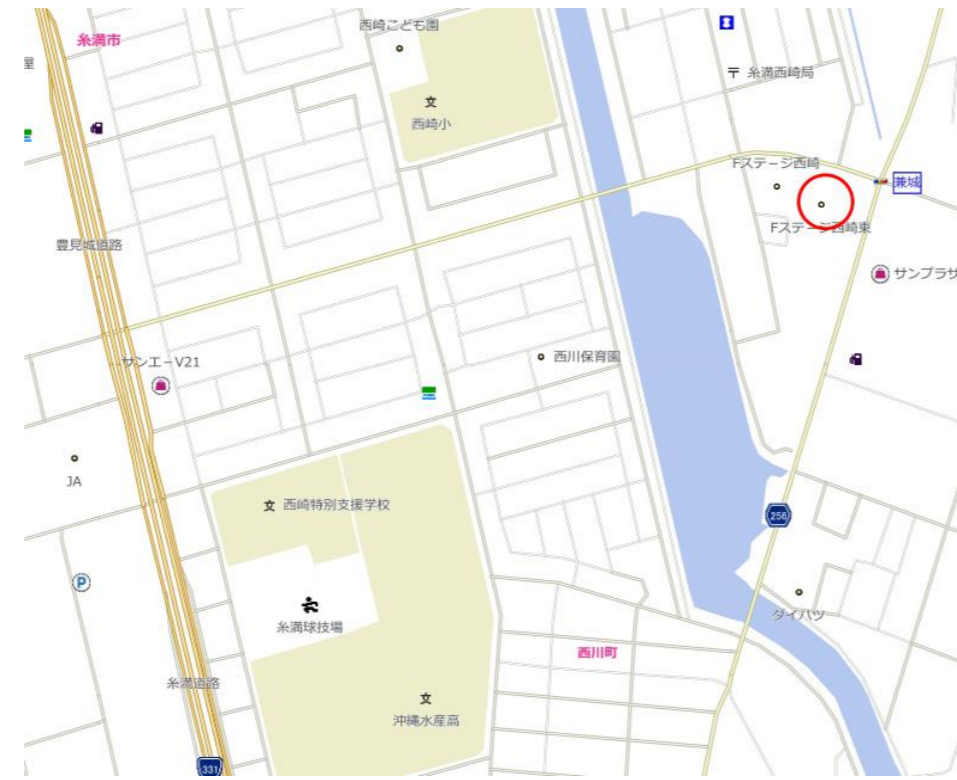 西崎こども園
糸満市
屋
文
西崎小
〒 糸満西崎局
Fステージ西崎
兼城
Fステージ西崎東
豊見城道路
サンプラザ
サンエーV21
西川保育園
JA
文 西崎特別支援学校
256
P
糸満球技場
ダイハツ
西川町
糸満道路
文
沖縄水産高
331